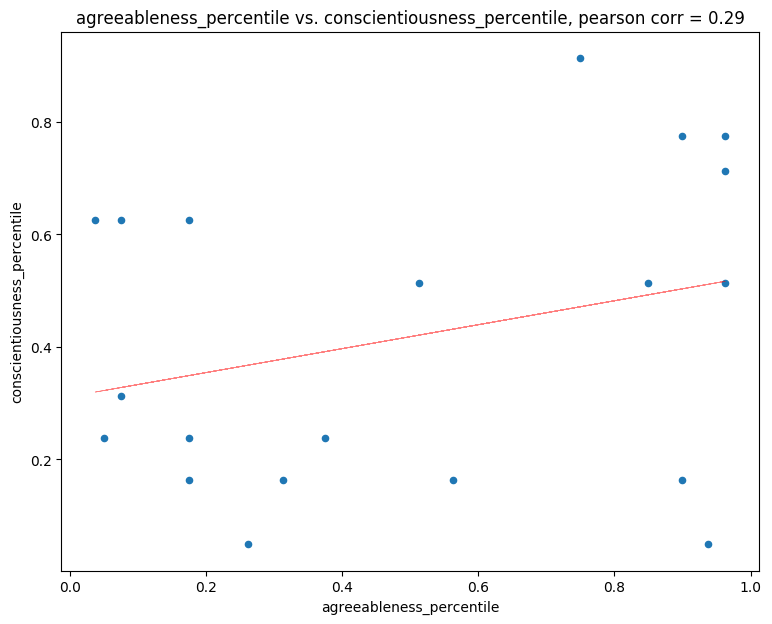 agreeableness_percentile vs. conscientiousness_percentile, pearson corr = 0.29
conscientiousness_percentile
0.8
0.6
0.4
0.2
0.0 0.2 0.4 0.6 0.8 1.0
agreeableness_percentile